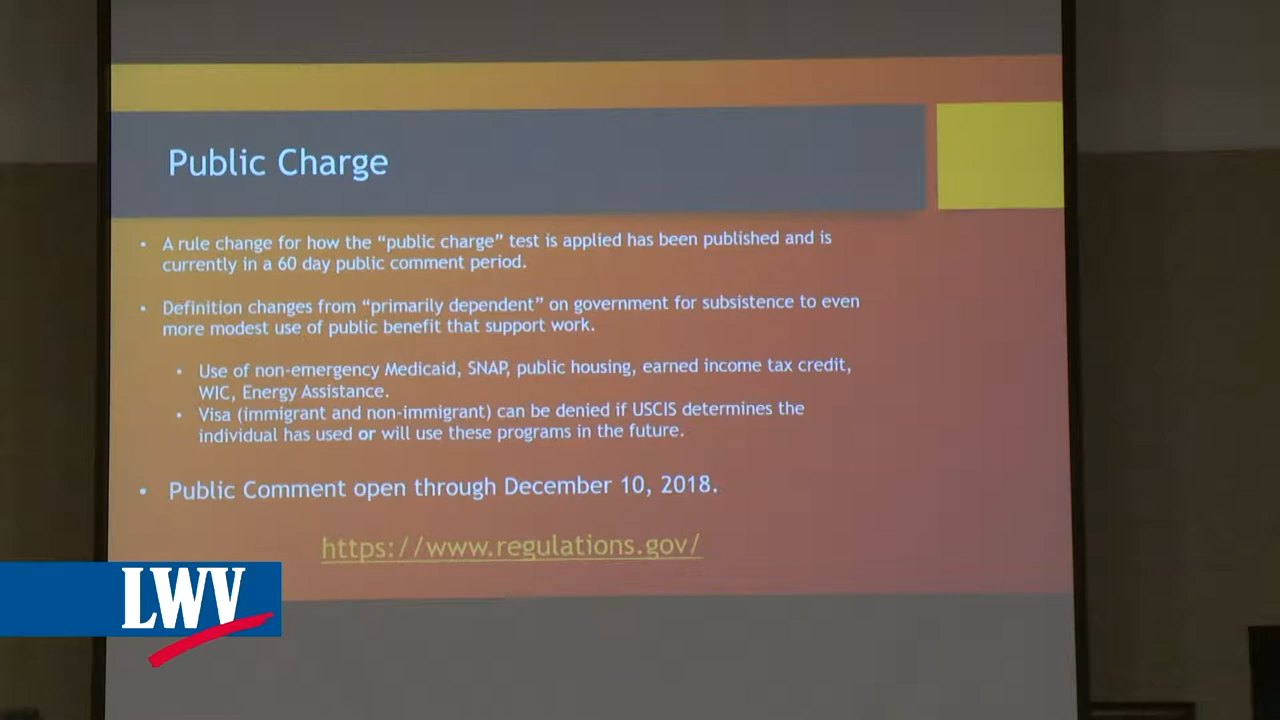 Public Charge
• A rule change for how the “public charge” test is applied has been published and is
currently in a 60 day public comment period.
• Definition changes from “primarily dependent” on government for subsistence to even
more modest use of public benefit that support work.
• Use of non-emergency Medicaid, SNAP, public housing, earned income tax credit,
WIC, Energy Assistance.
• Visa (immigrant and non-immigrant) can be denied if USCIS determines the
individual has used or will use these programs in the future.
• Public Comment open through December 10, 2018.
https://www.regulations.gov/
LWV